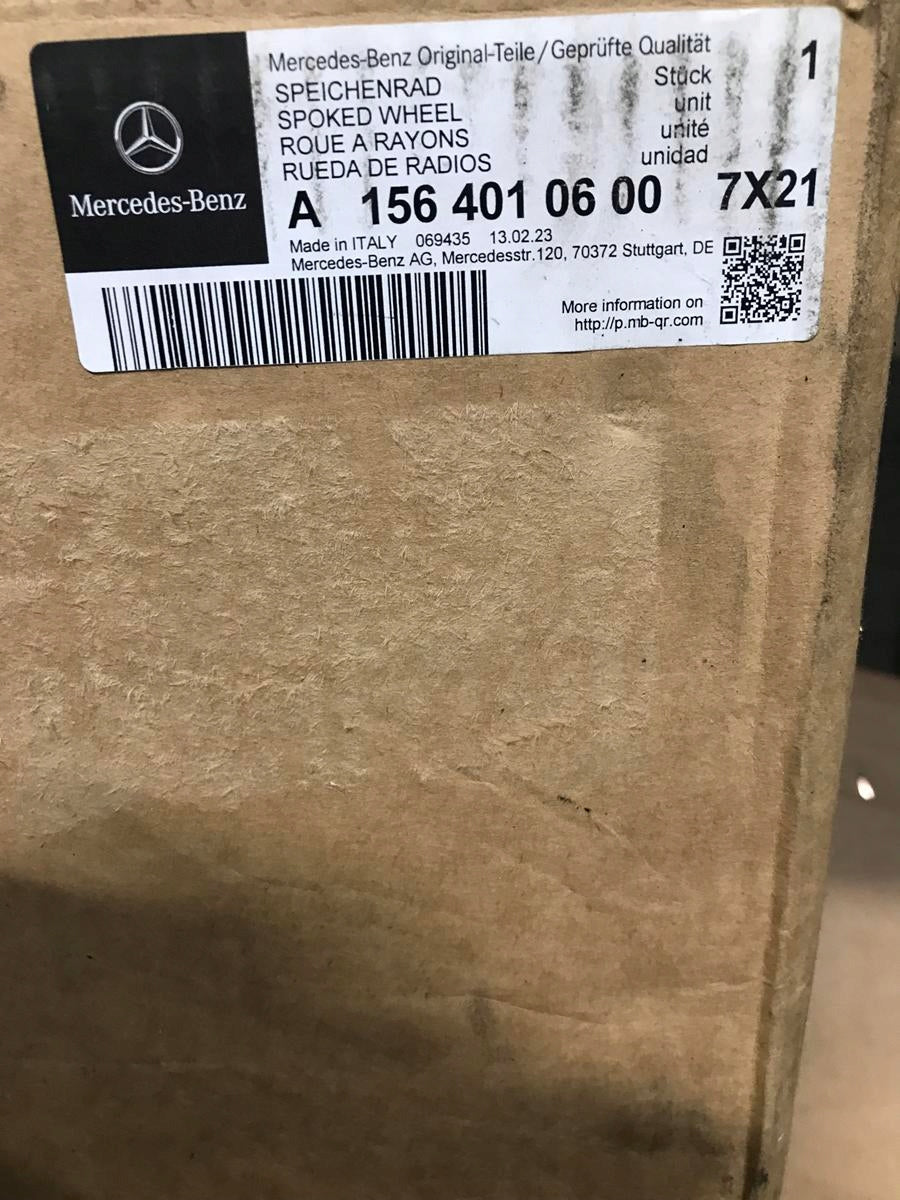 Mercedes-Benz
Mercedes-Benz Original-Teile/Geprüfte Qualität
SPEICHENRAD
SPOKED WHEEL
ROUE A RAYONS
RUEDA DE RADIOS
Stück
unit
unité
unidad
1
A 156 401 06 00 7X21
Made in ITALY 069435 13.02.23
Mercedes-Benz AG, Mercedesstr.120, 70372 Stuttgart, DE
More information on
http://p.mb-qr.com